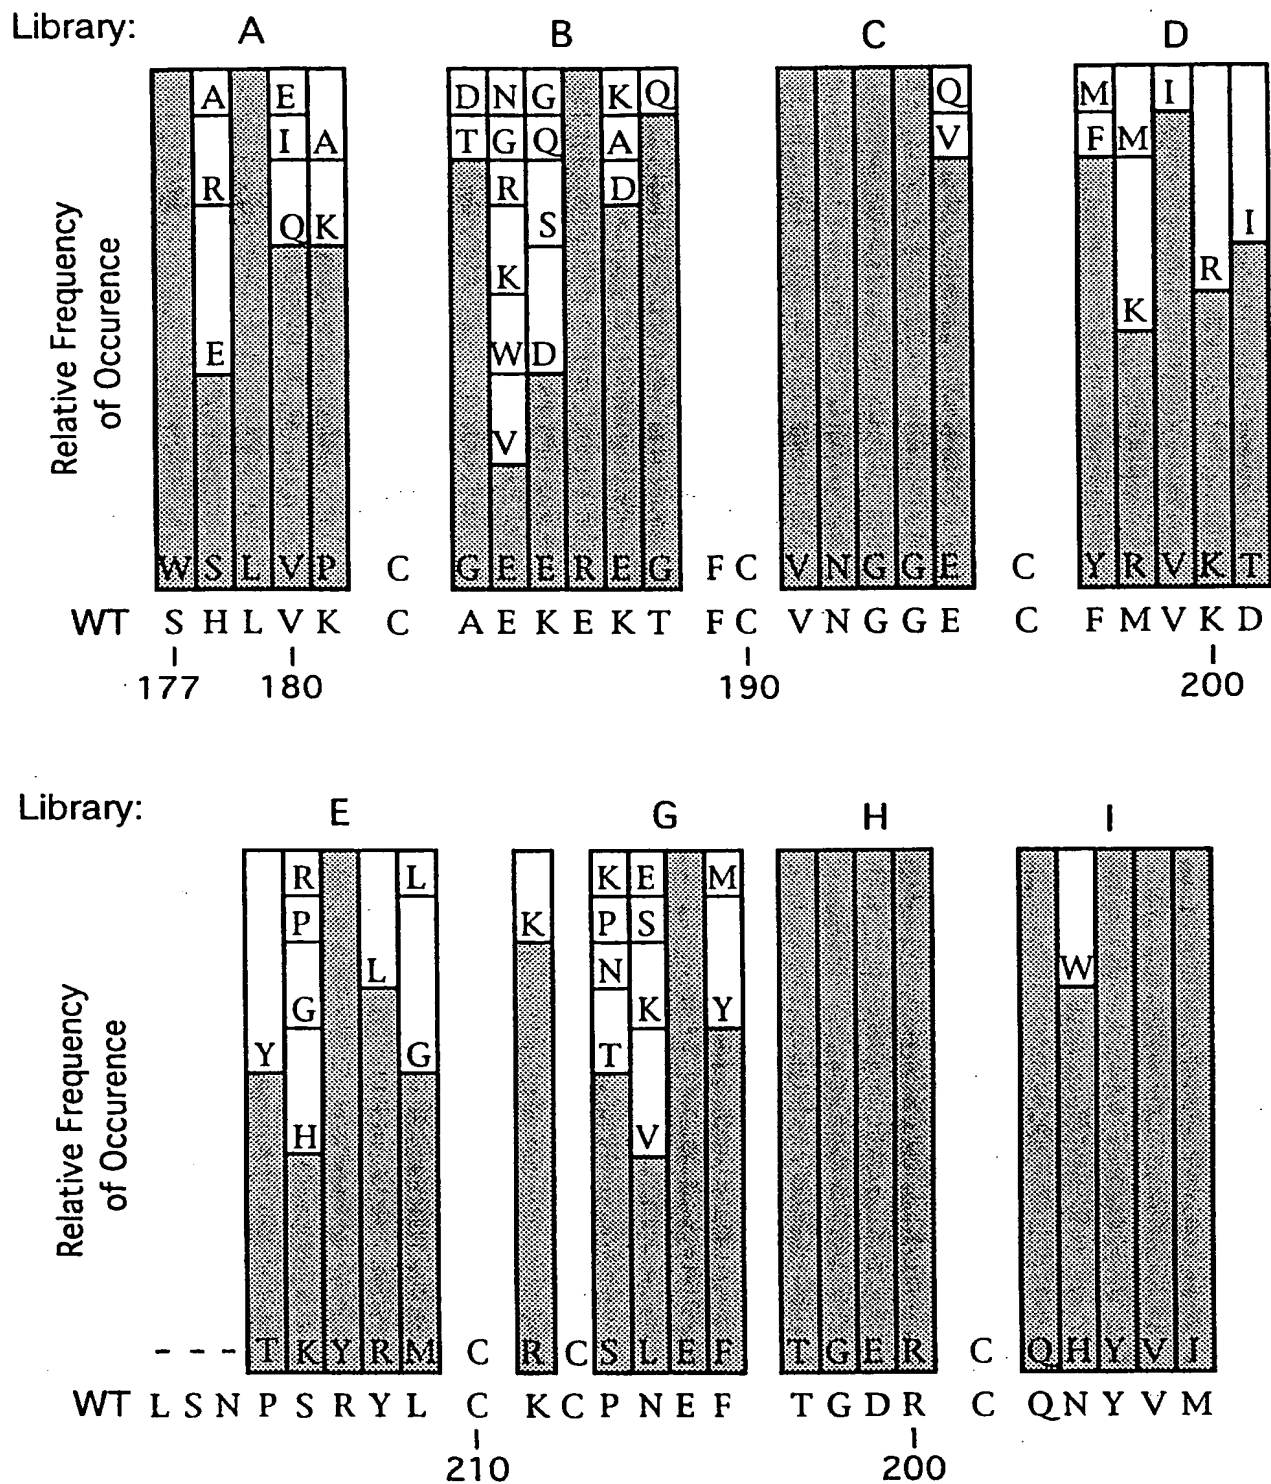 Library: A B C D
A E D N G K Q Q M I
I A T G Q A V F M
R R D
Q K S I
K R
K
E W D
V
Relative Frequency
of Occurence
W S L V P C G E E R E G F C V N G G E C Y R V K T
WT S H L V K C A E K E K T F C V N G G E C F M V K D
177 180 190 200
Library: E G H I
R L K E M
P K P S
L N W
G K Y
Y G T
H V
Relative Frequency
of Occurence
- - - T K Y R M C R C S L E F T G E R C Q H Y V I
WT L S N P S R Y L C K C P N E F T G D R C Q N Y V M
210 200